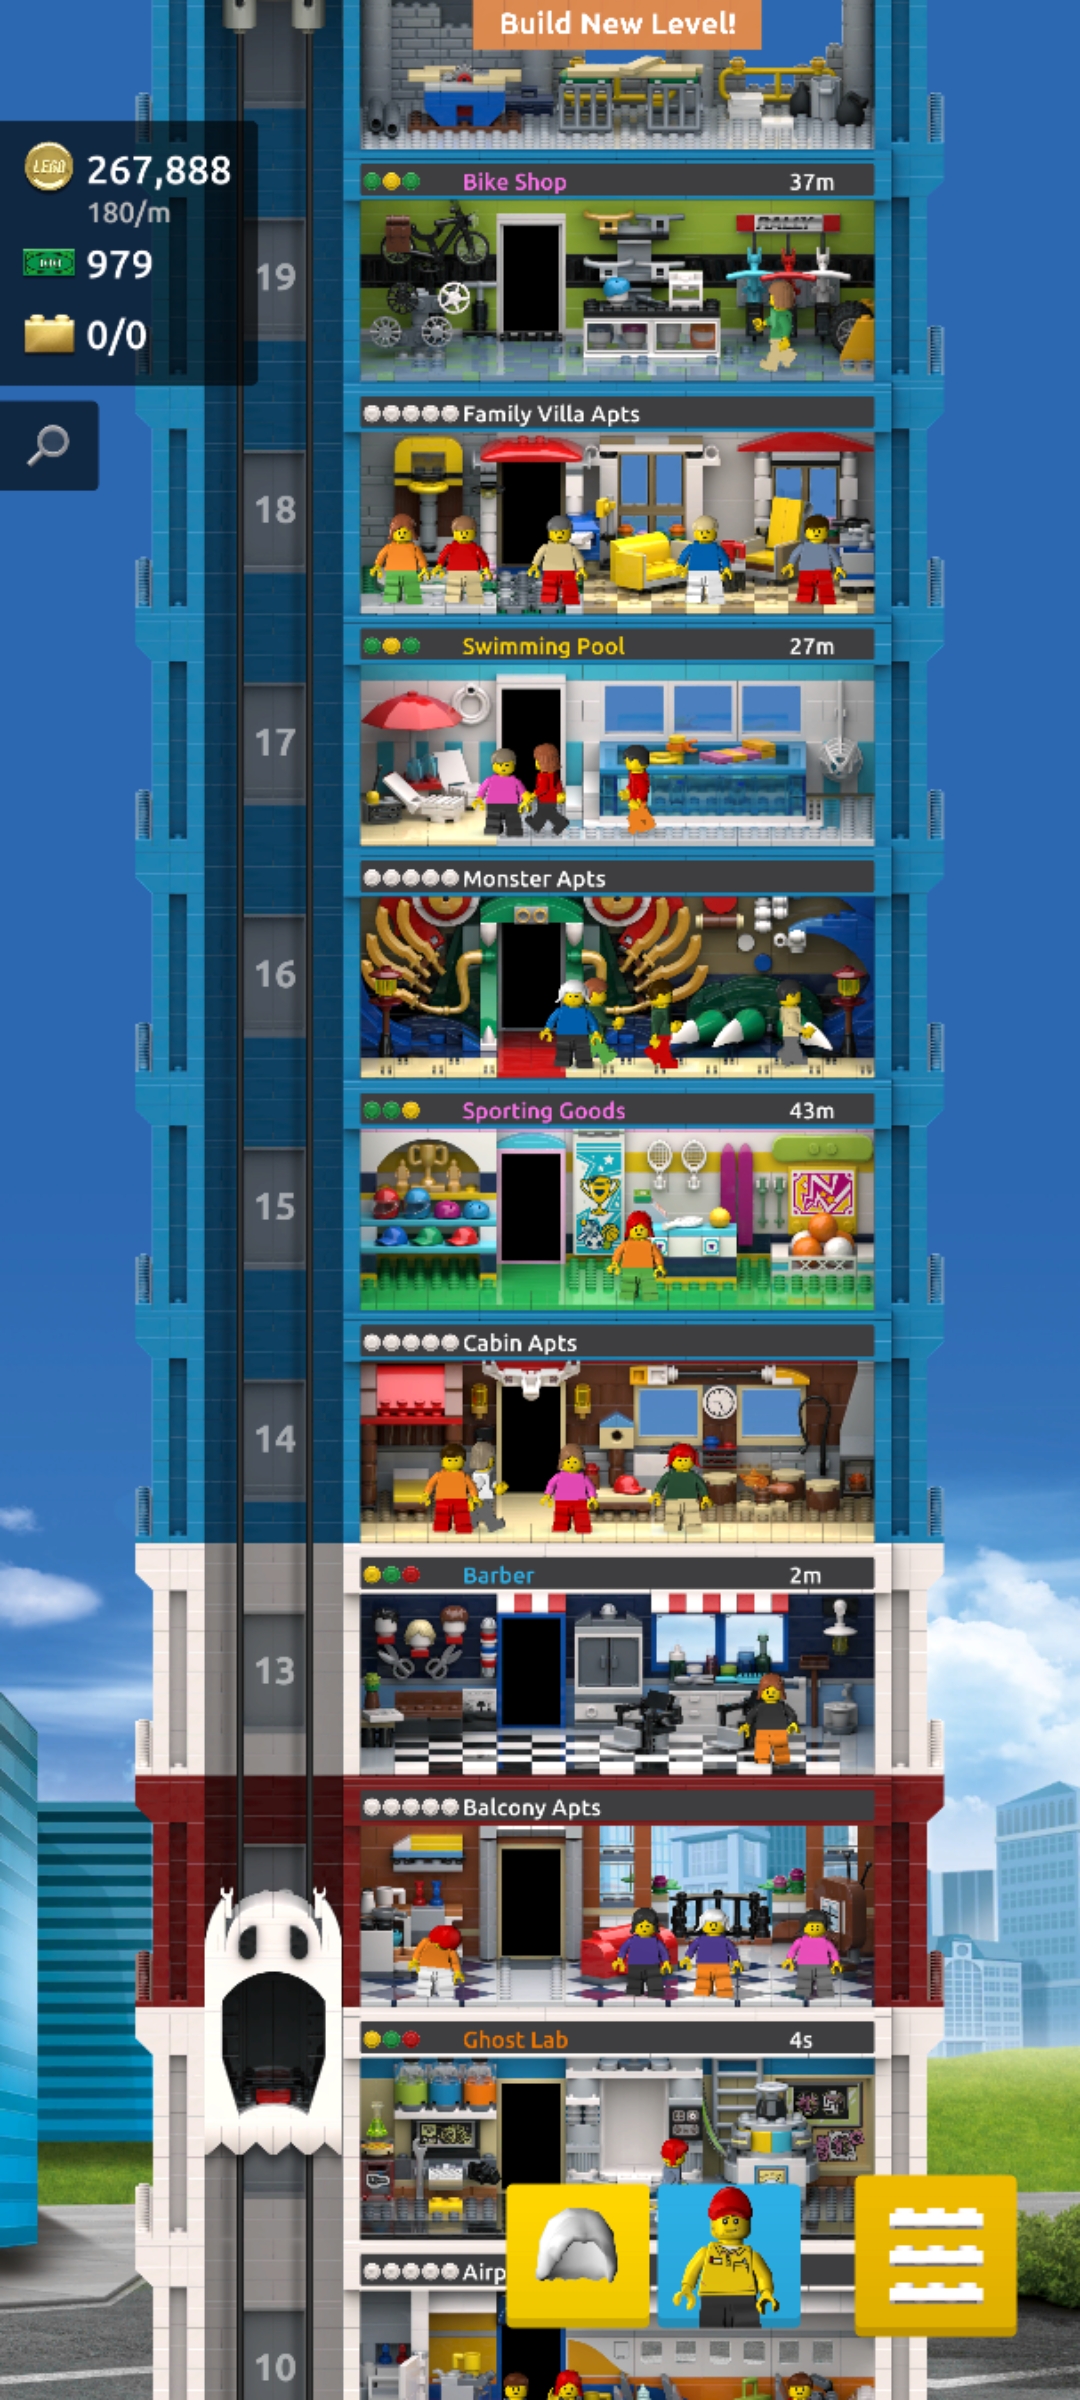 Build New Level!
LEGO
267,888
180/m
979
0/0
Bike Shop 37m
RALLY
19
Family Villa Apts
18
Swimming Pool 27m
17
Monster Apts
16
Sporting Goods 43m
15
Cabin Apts
14
Barber 2m
13
Balcony Apts
Ghost Lab 4s
Airp
10